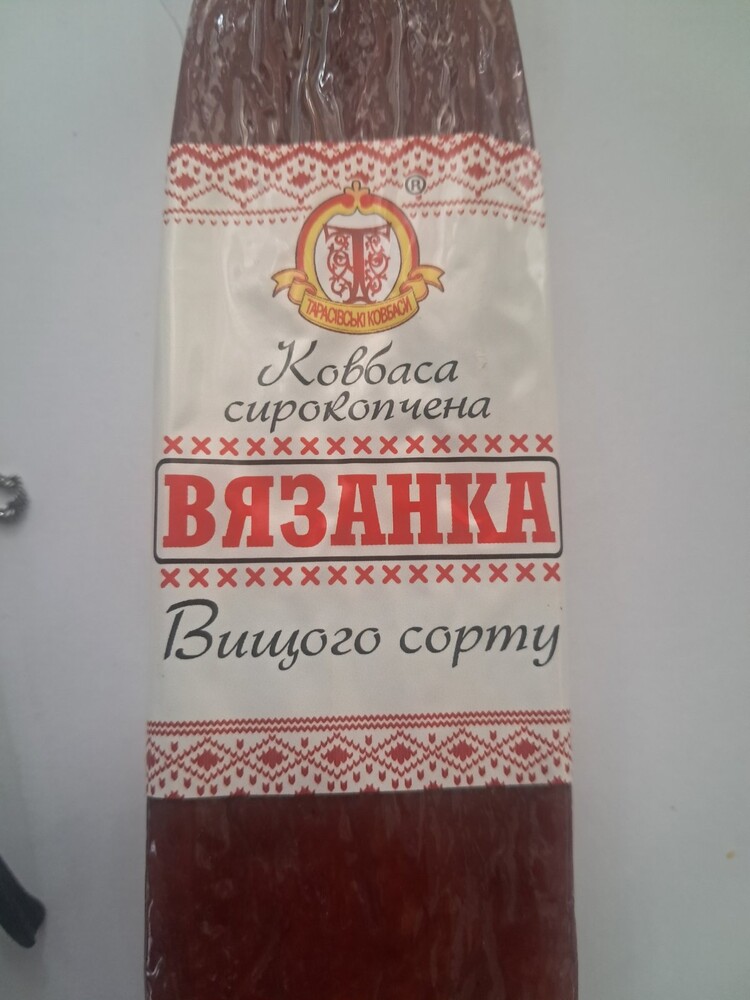 ®
Т
ТАРАСІВСЬКІ КОВБАСИ
Ковбаса
сирокопчена
ВЯЗАНКА
Вищого сорту